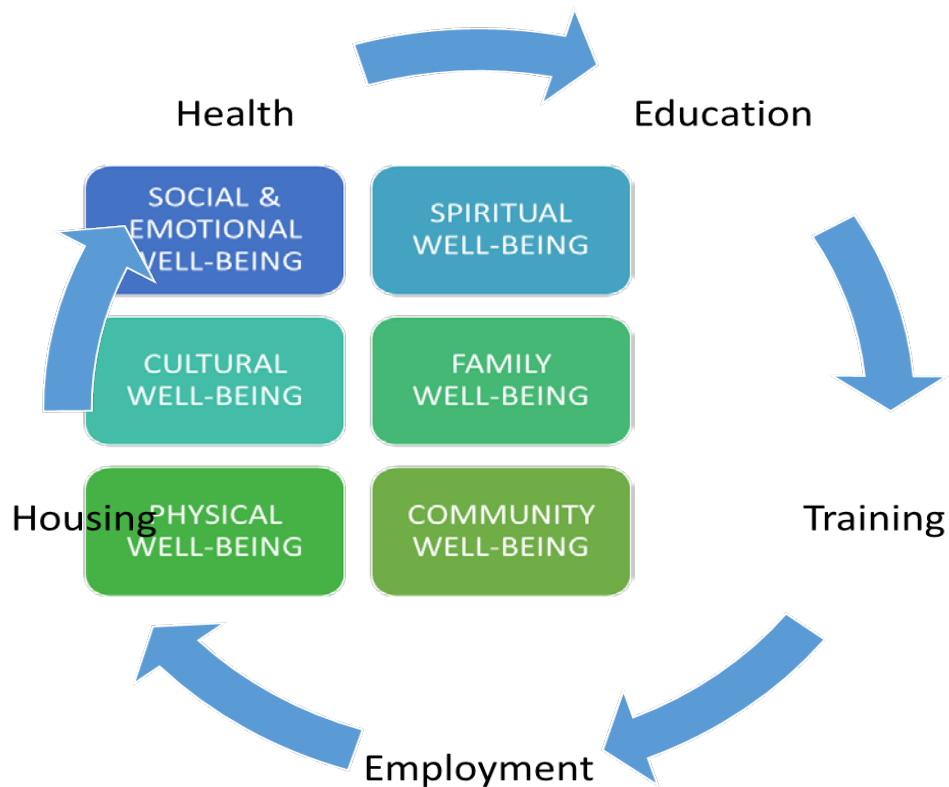 Health
Education
SOCIAL &
EMOTIONAL
WELL-BEING
SPIRITUAL
WELL-BEING
CULTURAL
WELL-BEING
FAMILY
WELL-BEING
Housing
PHYSICAL
WELL-BEING
COMMUNITY
WELL-BEING
Training
Employment